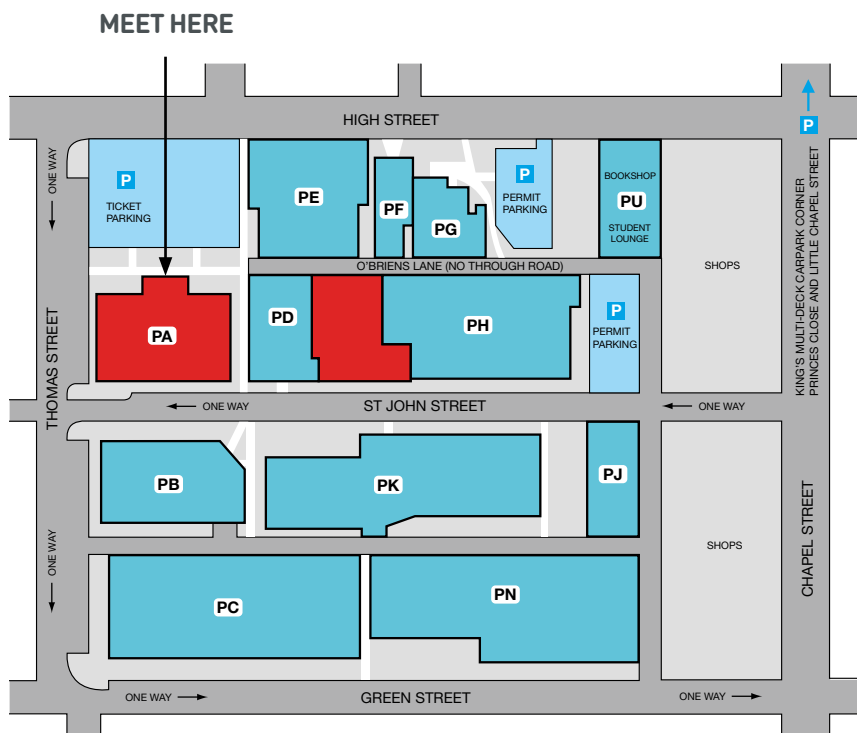 MEET HERE
HIGH STREET
P
ONE WAY
P
TICKET
PARKING
PE
PF
PG
P
PERMIT
PARKING
BOOKSHOP
PU
STUDENT
LOUNGE
SHOPS
KING'S MULTI-DECK CARPARK CORNER
PRINCES CLOSE AND LITTLE CHAPEL STREET
O'BRIENS LANE (NO THROUGH ROAD)
THOMAS STREET
PA
PD
PH
P
PERMIT
PARKING
ONE WAY
ST JOHN STREET
ONE WAY
PB
PK
PJ
ONE WAY
SHOPS
CHAPEL STREET
PC
PN
ONE WAY
GREEN STREET
ONE WAY